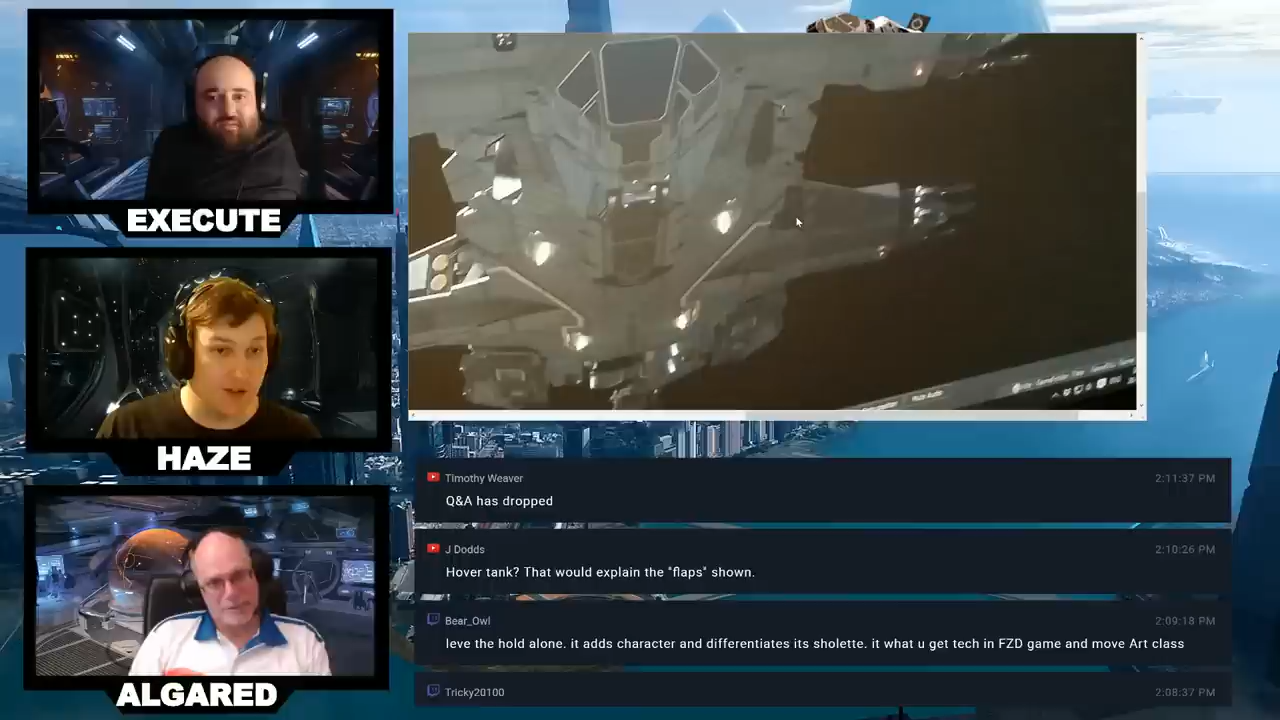 EXECUTE
HAZE
ALGARED
Timothy Weaver 2:11:37 PM
Q&A has dropped
J Dodds 2:10:26 PM
Hover tank? That would explain the "flaps" shown.
Bear_Owl 2:09:18 PM
leve the hold alone. it adds character and differentiates its sholette. it what u get tech in FZD game and move Art class
Tricky20100 2:08:37 PM